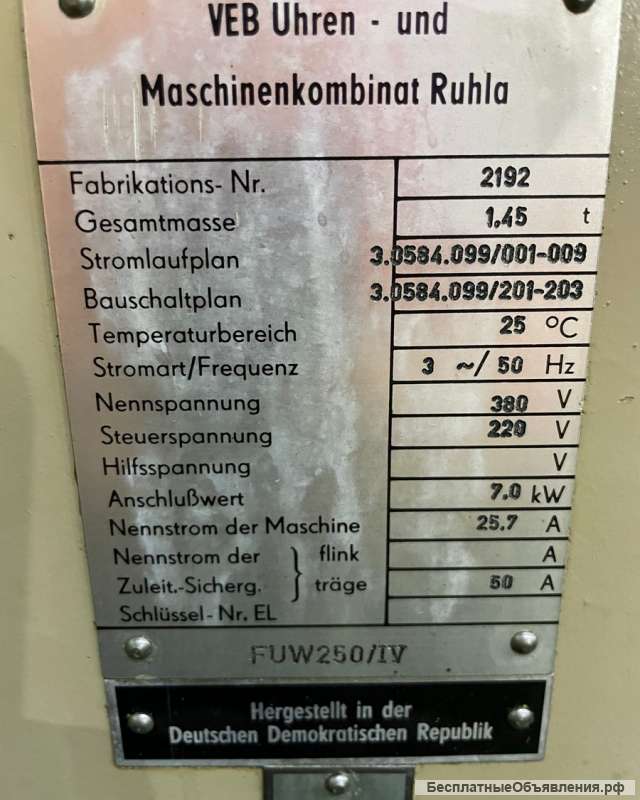 VEB Uhren - und
Maschinenkombinat Ruhla
Fabrikations- Nr. 2192
Gesamtmasse 1,45 t
Stromlaufplan 3.0584.099/001-009
Bauschaltplan 3.0584.099/201-203
Temperaturbereich 25 °C
Stromart/Frequenz 3 ~/ 50 Hz
Nennspannung 380 V
Steuerspannung 220 V
Hilfsspannung V
Anschlußwert 7,0 kW
Nennstrom der Maschine 25,7 A
Nennstrom der } flink A
Zuleit.-Sicherg. träge 50 A
Schlüssel-Nr. EL
FUW250/IV
Hergestellt in der
Deutschen Demokratischen Republik
БесплатныеОбъявления.рф